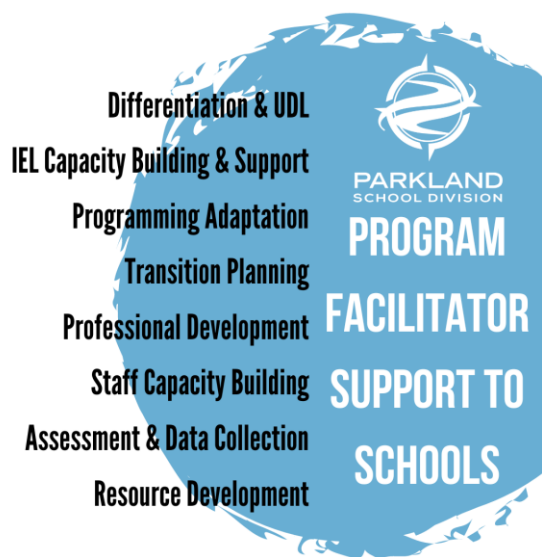 Differentiation & UDL
IEL Capacity Building & Support
Programming Adaptation
Transition Planning
Professional Development
Staff Capacity Building
Assessment & Data Collection
Resource Development
PARKLAND
SCHOOL DIVISION
PROGRAM
FACILITATOR
SUPPORT TO
SCHOOLS